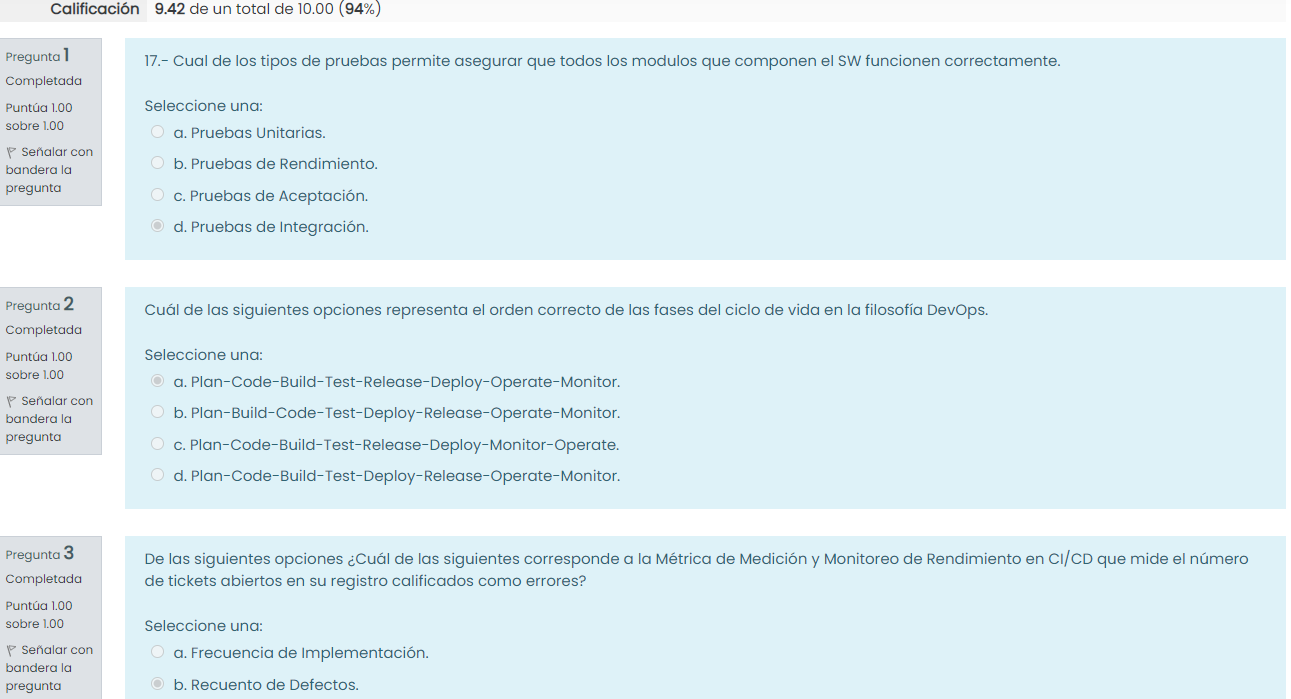 Calificación 9.42 de un total de 10.00 (94%)
Pregunta 1
Completada
Puntúa 1.00
sobre 1.00
Señalar con
bandera la
pregunta
17.- Cual de los tipos de pruebas permite asegurar que todos los modulos que componen el SW funcionen correctamente.
Seleccione una:
a. Pruebas Unitarias.
b. Pruebas de Rendimiento.
c. Pruebas de Aceptación.
d. Pruebas de Integración.
Pregunta 2
Completada
Puntúa 1.00
sobre 1.00
Señalar con
bandera la
pregunta
Cuál de las siguientes opciones representa el orden correcto de las fases del ciclo de vida en la filosofía DevOps.
Seleccione una:
a. Plan-Code-Build-Test-Release-Deploy-Operate-Monitor.
b. Plan-Build-Code-Test-Deploy-Release-Operate-Monitor.
c. Plan-Code-Build-Test-Release-Deploy-Monitor-Operate.
d. Plan-Code-Build-Test-Deploy-Release-Operate-Monitor.
Pregunta 3
Completada
Puntúa 1.00
sobre 1.00
Señalar con
bandera la
pregunta
De las siguientes opciones ¿Cuál de las siguientes corresponde a la Métrica de Medición y Monitoreo de Rendimiento en CI/CD que mide el número
de tickets abiertos en su registro calificados como errores?
Seleccione una:
a. Frecuencia de Implementación.
b. Recuento de Defectos.